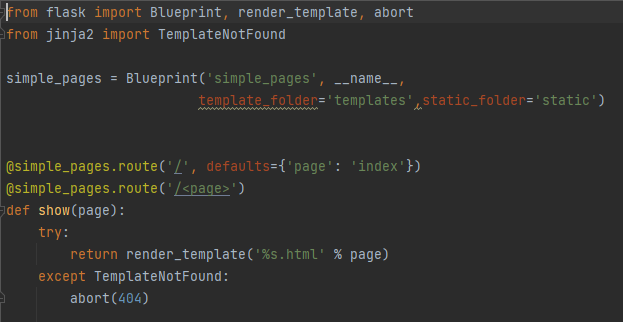 from flask import Blueprint, render_template, abort
from jinja2 import TemplateNotFound

simple_pages = Blueprint('simple_pages', __name__,
                        template_folder='templates',static_folder='static')


@simple_pages.route('/', defaults={'page': 'index'})
@simple_pages.route('/<page>')
def show(page):
    try:
        return render_template('%s.html' % page)
    except TemplateNotFound:
        abort(404)